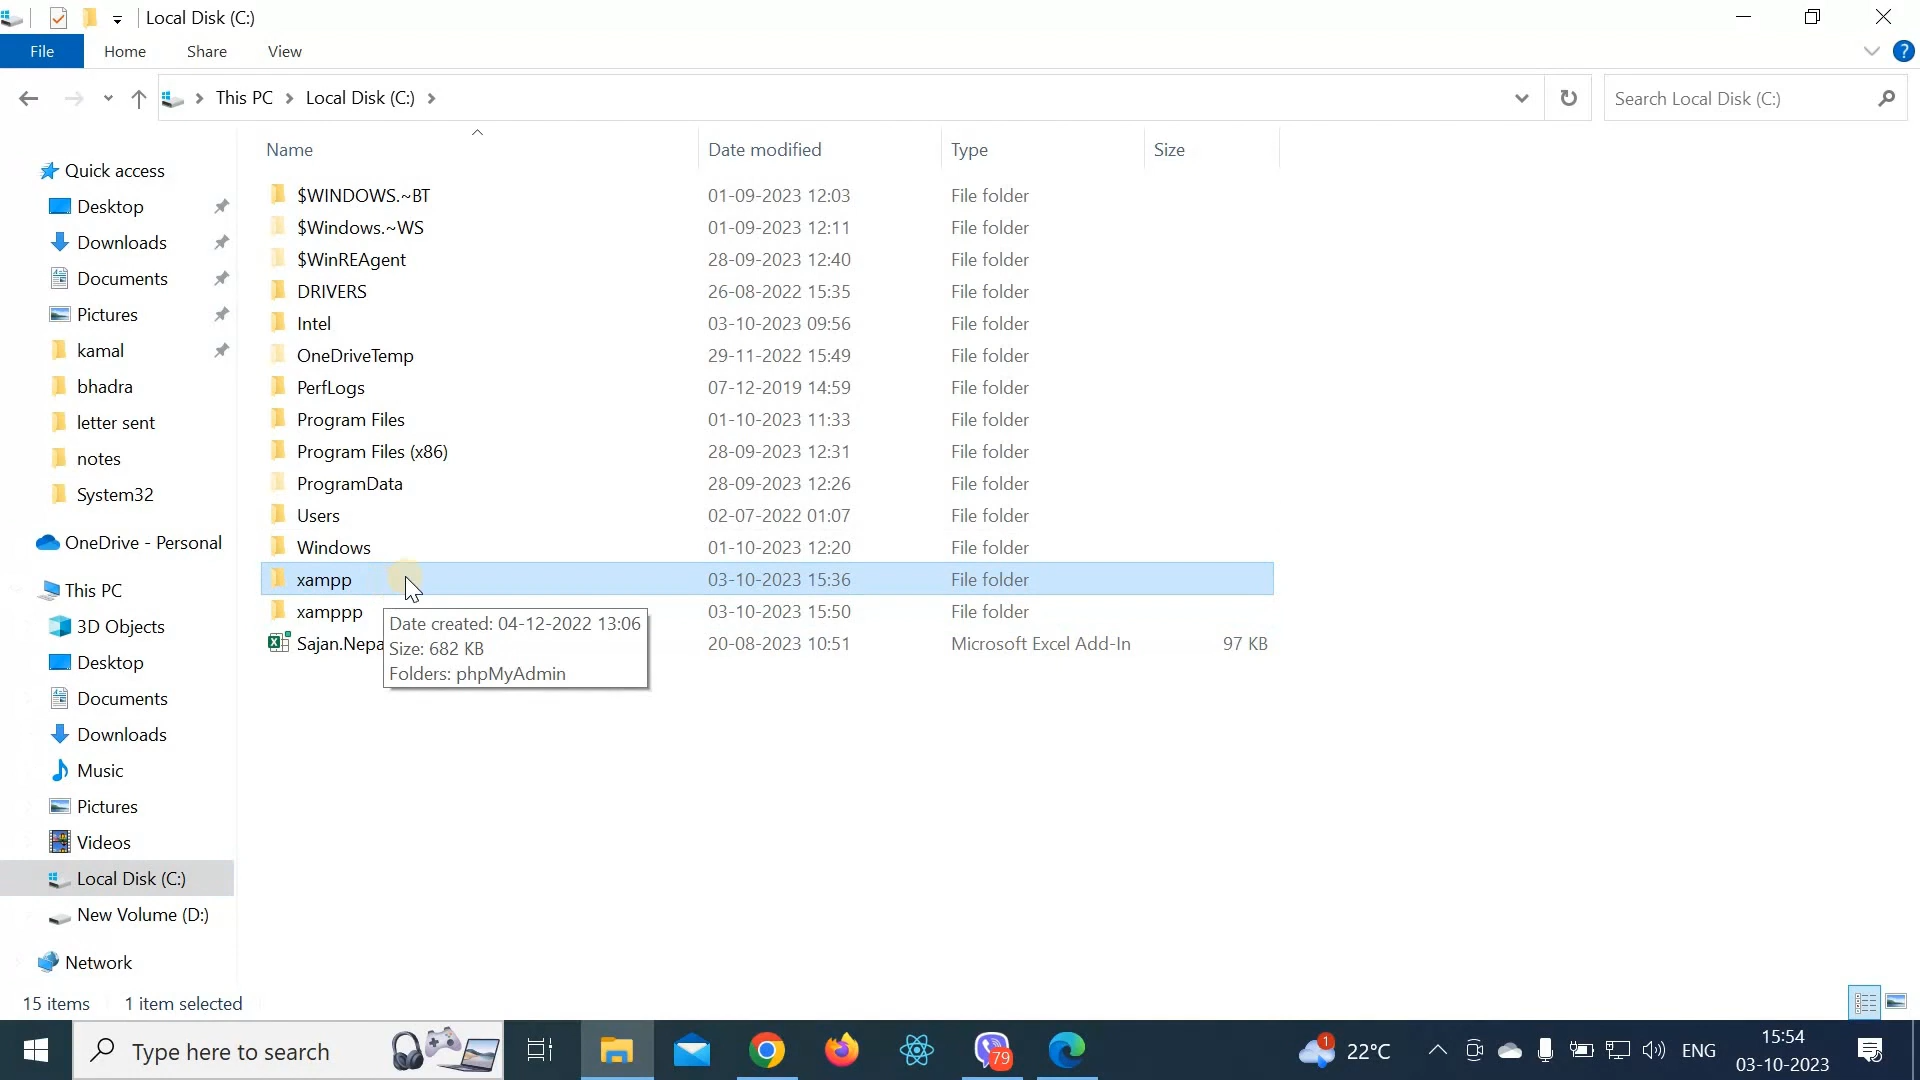 Local Disk (C:)
File Home Share View
This PC Local Disk (C:)
Search Local Disk (C:)
Name Date modified Type Size
Quick access
Desktop
Downloads
Documents
Pictures
kamal
bhadra
letter sent
notes
System32
OneDrive - Personal
This PC
3D Objects
Desktop
Documents
Downloads
Music
Pictures
Videos
Local Disk (C:)
New Volume (D:)
Network
$WINDOWS.~BT 01-09-2023 12:03 File folder
$Windows.~WS 01-09-2023 12:11 File folder
$WinREAgent 28-09-2023 12:40 File folder
DRIVERS 26-08-2022 15:35 File folder
Intel 03-10-2023 09:56 File folder
OneDriveTemp 29-11-2022 15:49 File folder
PerfLogs 07-12-2019 14:59 File folder
Program Files 01-10-2023 11:33 File folder
Program Files (x86) 28-09-2023 12:31 File folder
ProgramData 28-09-2023 12:26 File folder
Users 02-07-2022 01:07 File folder
Windows 01-10-2023 12:20 File folder
xampp 03-10-2023 15:36 File folder
xamppp 03-10-2023 15:50 File folder
Sajan.Nepa 20-08-2023 10:51 Microsoft Excel Add-In 97 KB
Date created: 04-12-2022 13:06
Size: 682 KB
Folders: phpMyAdmin
15 items 1 item selected
Type here to search
79
1
22°C
ENG
15:54
03-10-2023